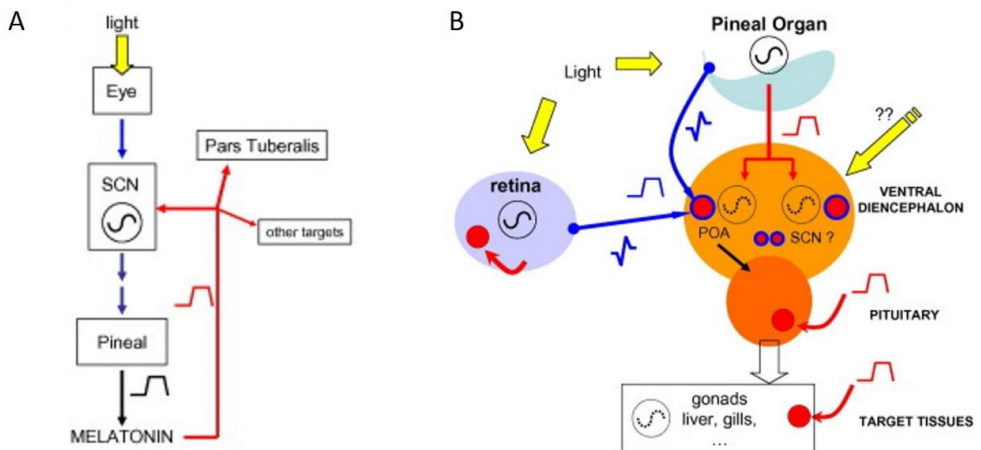 A
light
Eye
SCN
Pars Tuberalis
other targets
Pineal
MELATONIN
B
Pineal Organ
Light
??
retina
VENTRAL
DIENCEPHALON
POA
SCN ?
PITUITARY
gonads
liver, gills,
...
TARGET TISSUES